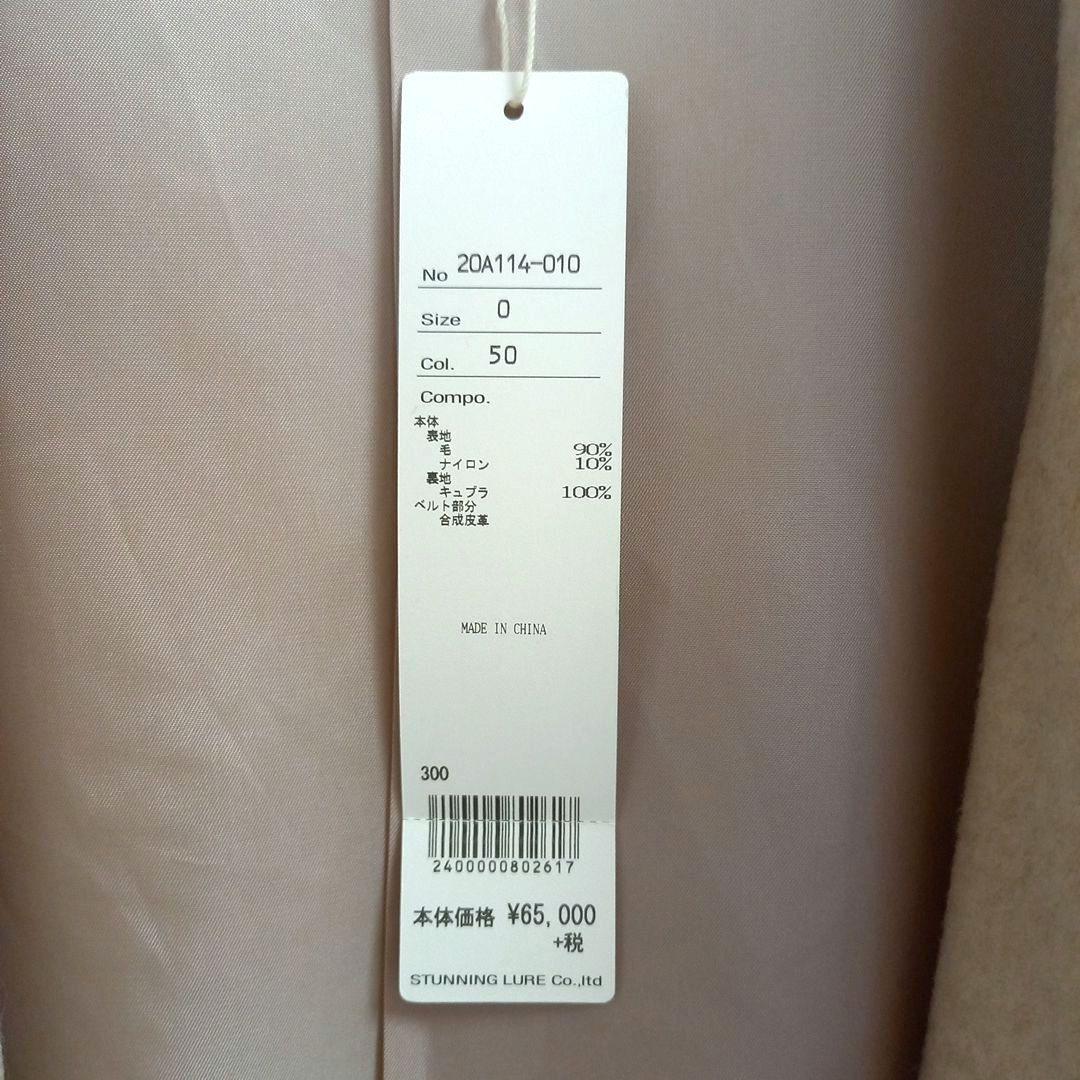 No 20A114-010
Size 0
Col. 50
Compo.
本体
表地
毛 90%
ナイロン 10%
裏地
キュプラ 100%
ベルト部分
合成皮革
MADE IN CHINA
300
2400000802617
本体価格 ¥65,000
+税
STUNNING LURE Co.,ltd